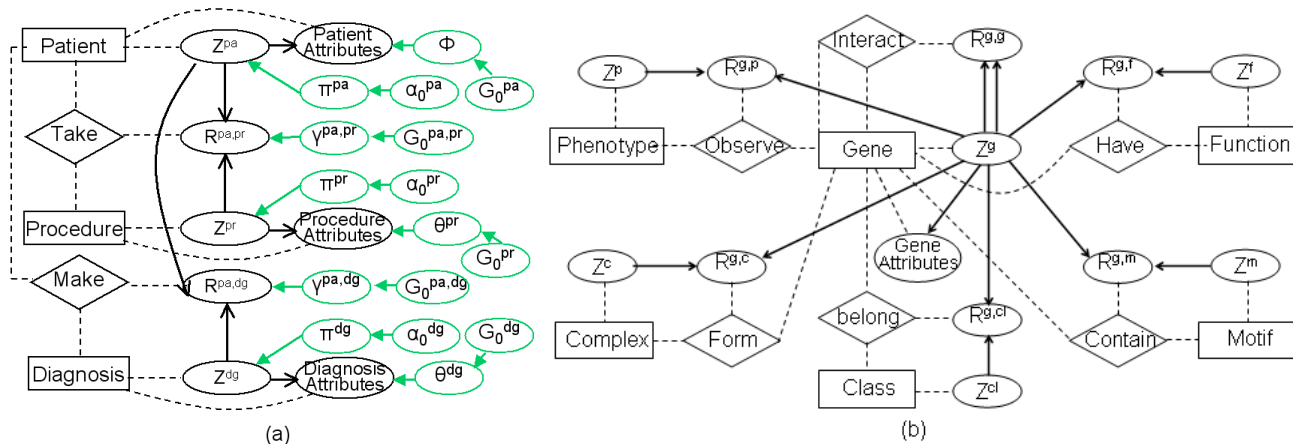 Patient
Z^pa
Patient
Attributes
Φ
G₀^pa
π^pa
α₀^pa
Take
R^pa,pr
γ^pa,pr
G₀^pa,pr
π^pr
α₀^pr
Procedure
Z^pr
Procedure
Attributes
θ^pr
G₀^pr
Make
R^pa,dg
γ^pa,dg
G₀^pa,dg
π^dg
α₀^dg
G₀^dg
Diagnosis
Z^dg
Diagnosis
Attributes
θ^dg
(a)
Interact
R^g,g
Z^p
R^g,p
R^g,f
Z^f
Phenotype
Observe
Gene
Z^g
Have
Function
Z^c
R^g,c
Gene
Attributes
R^g,m
Z^m
Complex
Form
belong
R^g,cl
Contain
Motif
Class
Z^cl
(b)